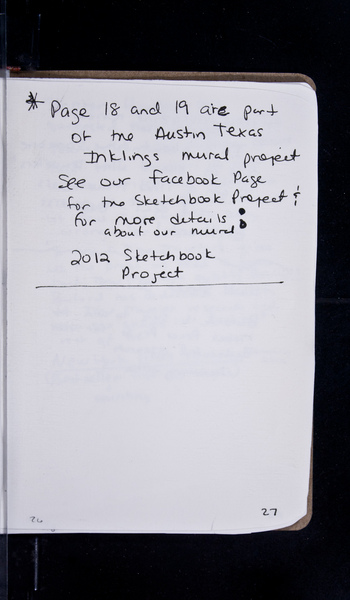 * Page 18 and 19 are part
of the Austin Texas
Inklings mural project
See our facebook Page
for the Sketchbook Project &
for more details :
about our mural
2012 Sketchbook
Project
26
27